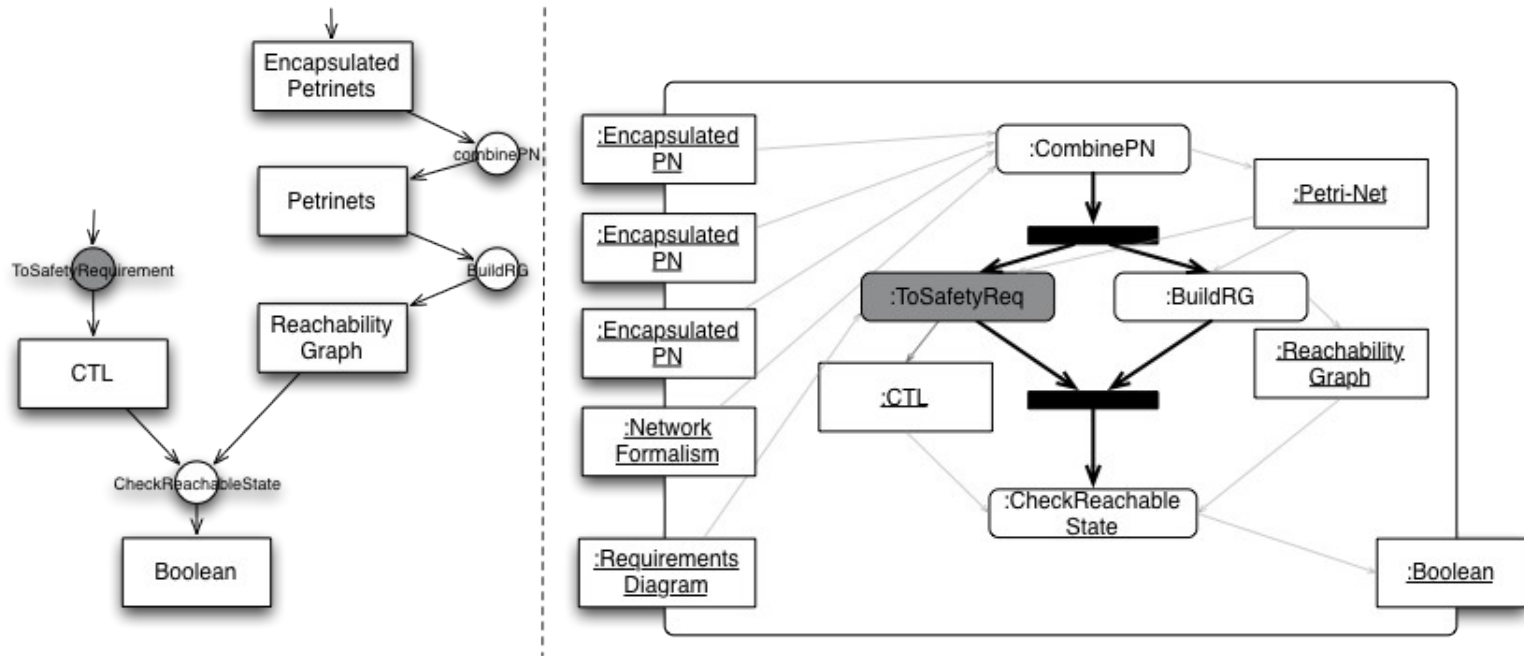 Encapsulated
Petrinets
combinePN
Petrinets
ToSafetyRequirement
BuildRG
Reachability
Graph
CTL
CheckReachableState
Boolean
:Encapsulated
PN
:CombinePN
:Petri-Net
:Encapsulated
PN
:ToSafetyReq
:BuildRG
:Encapsulated
PN
:Reachability
Graph
:CTL
:Network
Formalism
:CheckReachable
State
:Requirements
Diagram
:Boolean